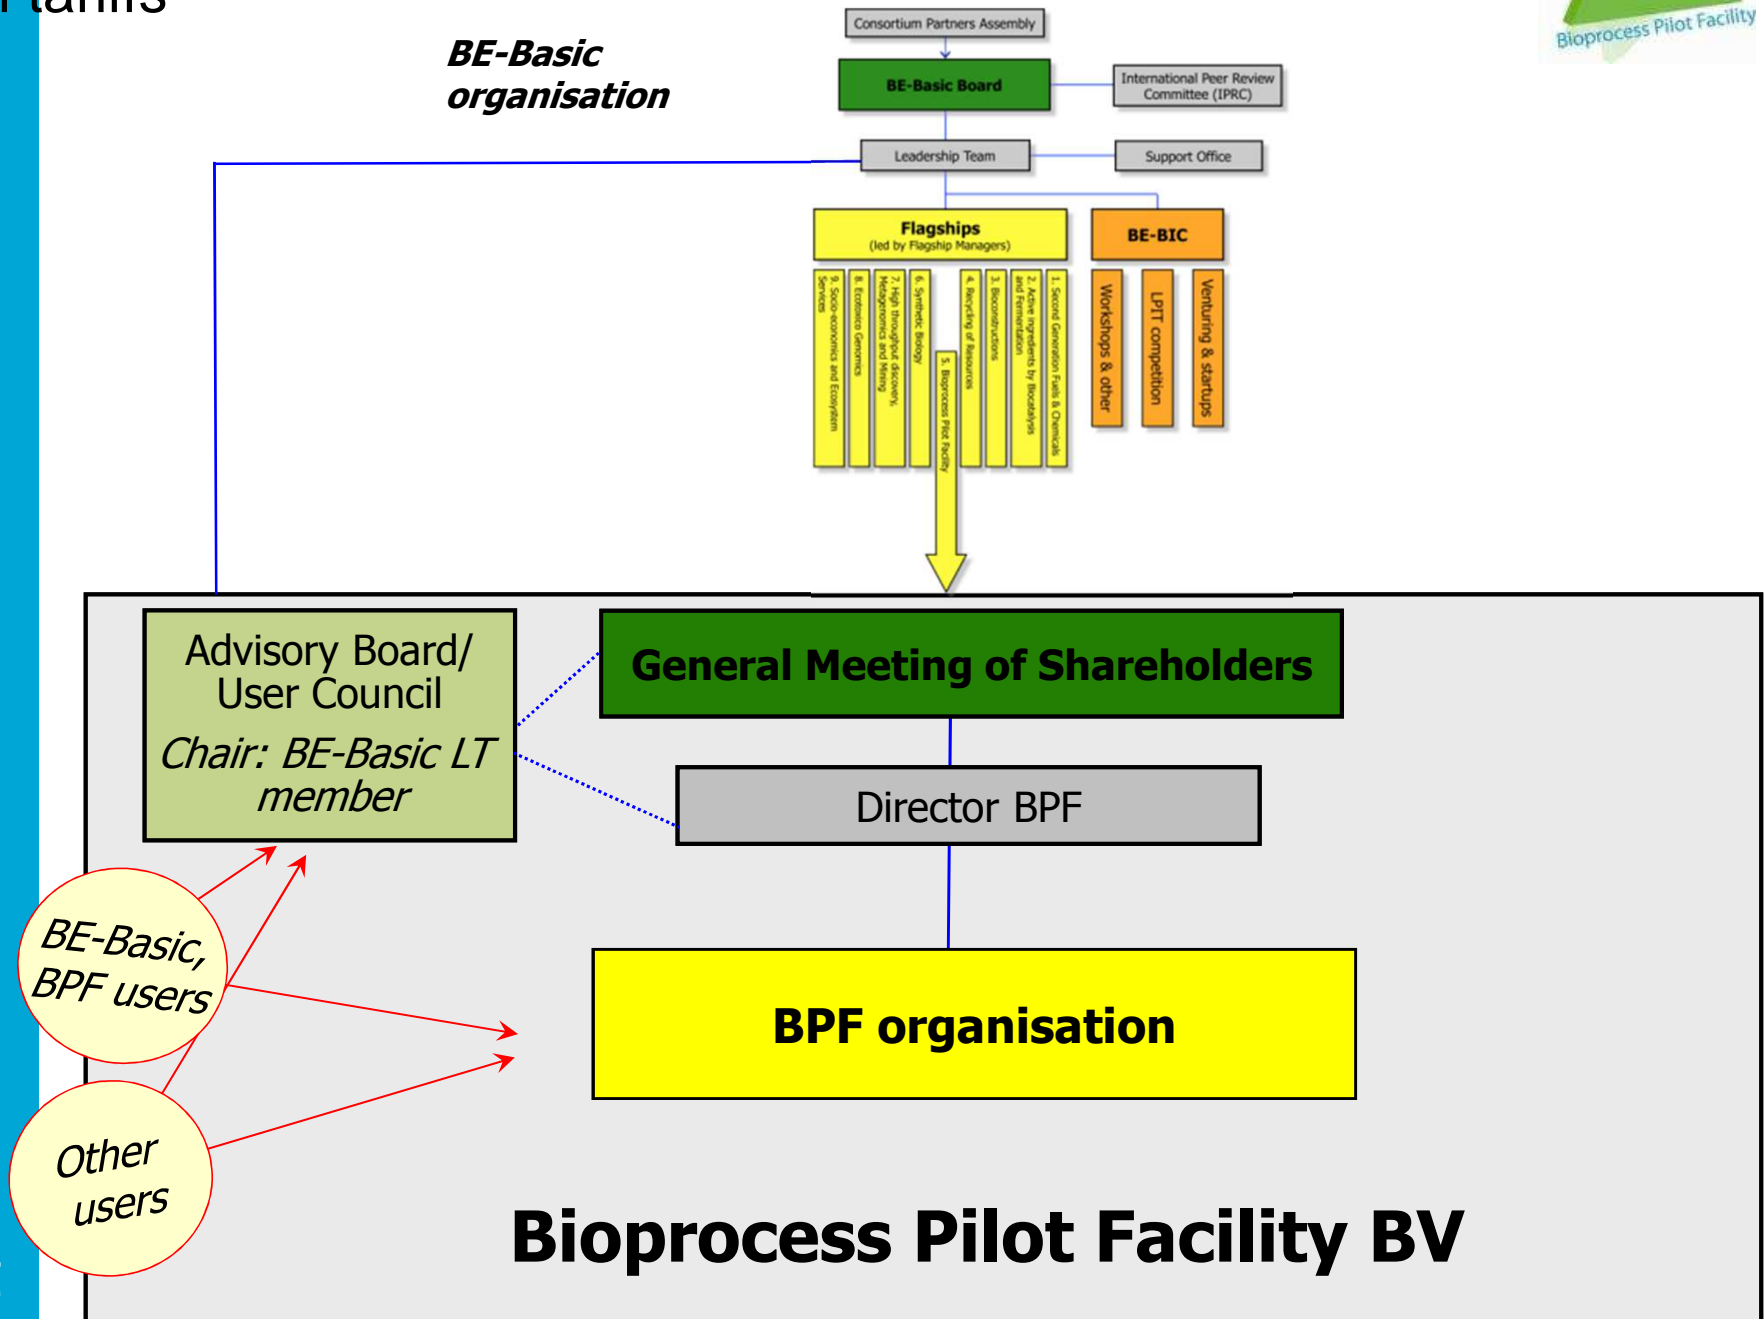 Bioprocess Pilot Facility
BE-Basic
organisation
Consortium Partners Assembly
BE-Basic Board
International Peer Review
Committee (IPRC)
Leadership Team
Support Office
Flagships
(led by Flagship Managers)
BE-BIC
9. Socio-economics and Ecosystem
Services
8. Ecotoxico Genomics
7. High throughput discovery,
Metagenomics and Mining
6. Synthetic Biology
5. Bioprocess Pilot Facility
4. Recycling of Resources
3. Bioconstructions
2. Active ingredients by Biocatalysis
and Fermentation
1. Second Generation Fuels & Chemicals
Workshops & other
LPIT competition
Venturing & startups
Advisory Board/
User Council
Chair: BE-Basic LT
member
General Meeting of Shareholders
Director BPF
BE-Basic,
BPF users
BPF organisation
Other
users
Bioprocess Pilot Facility BV